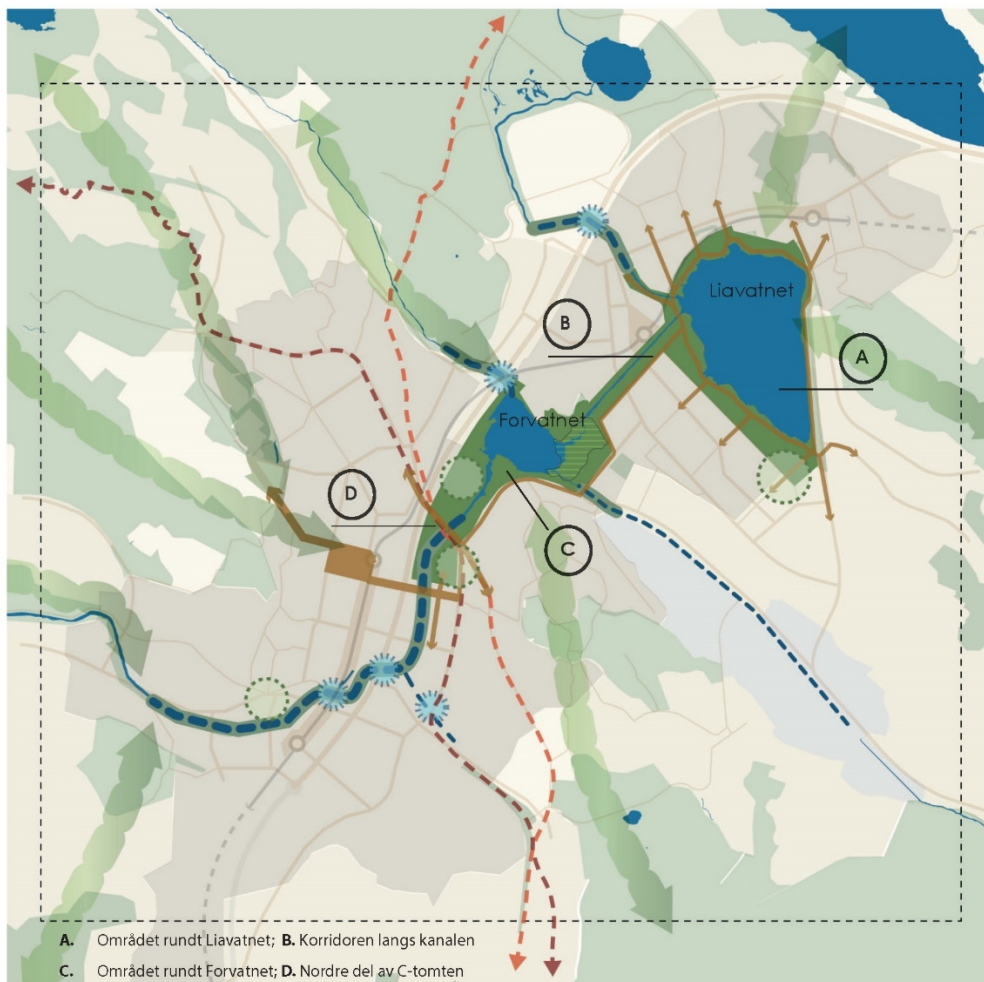 Liavatnet
B
A
Forvatnet
D
C
A. Området rundt Liavatnet; B. Korridoren langs kanalen
C. Området rundt Forvatnet; D. Nordre del av C-tomten